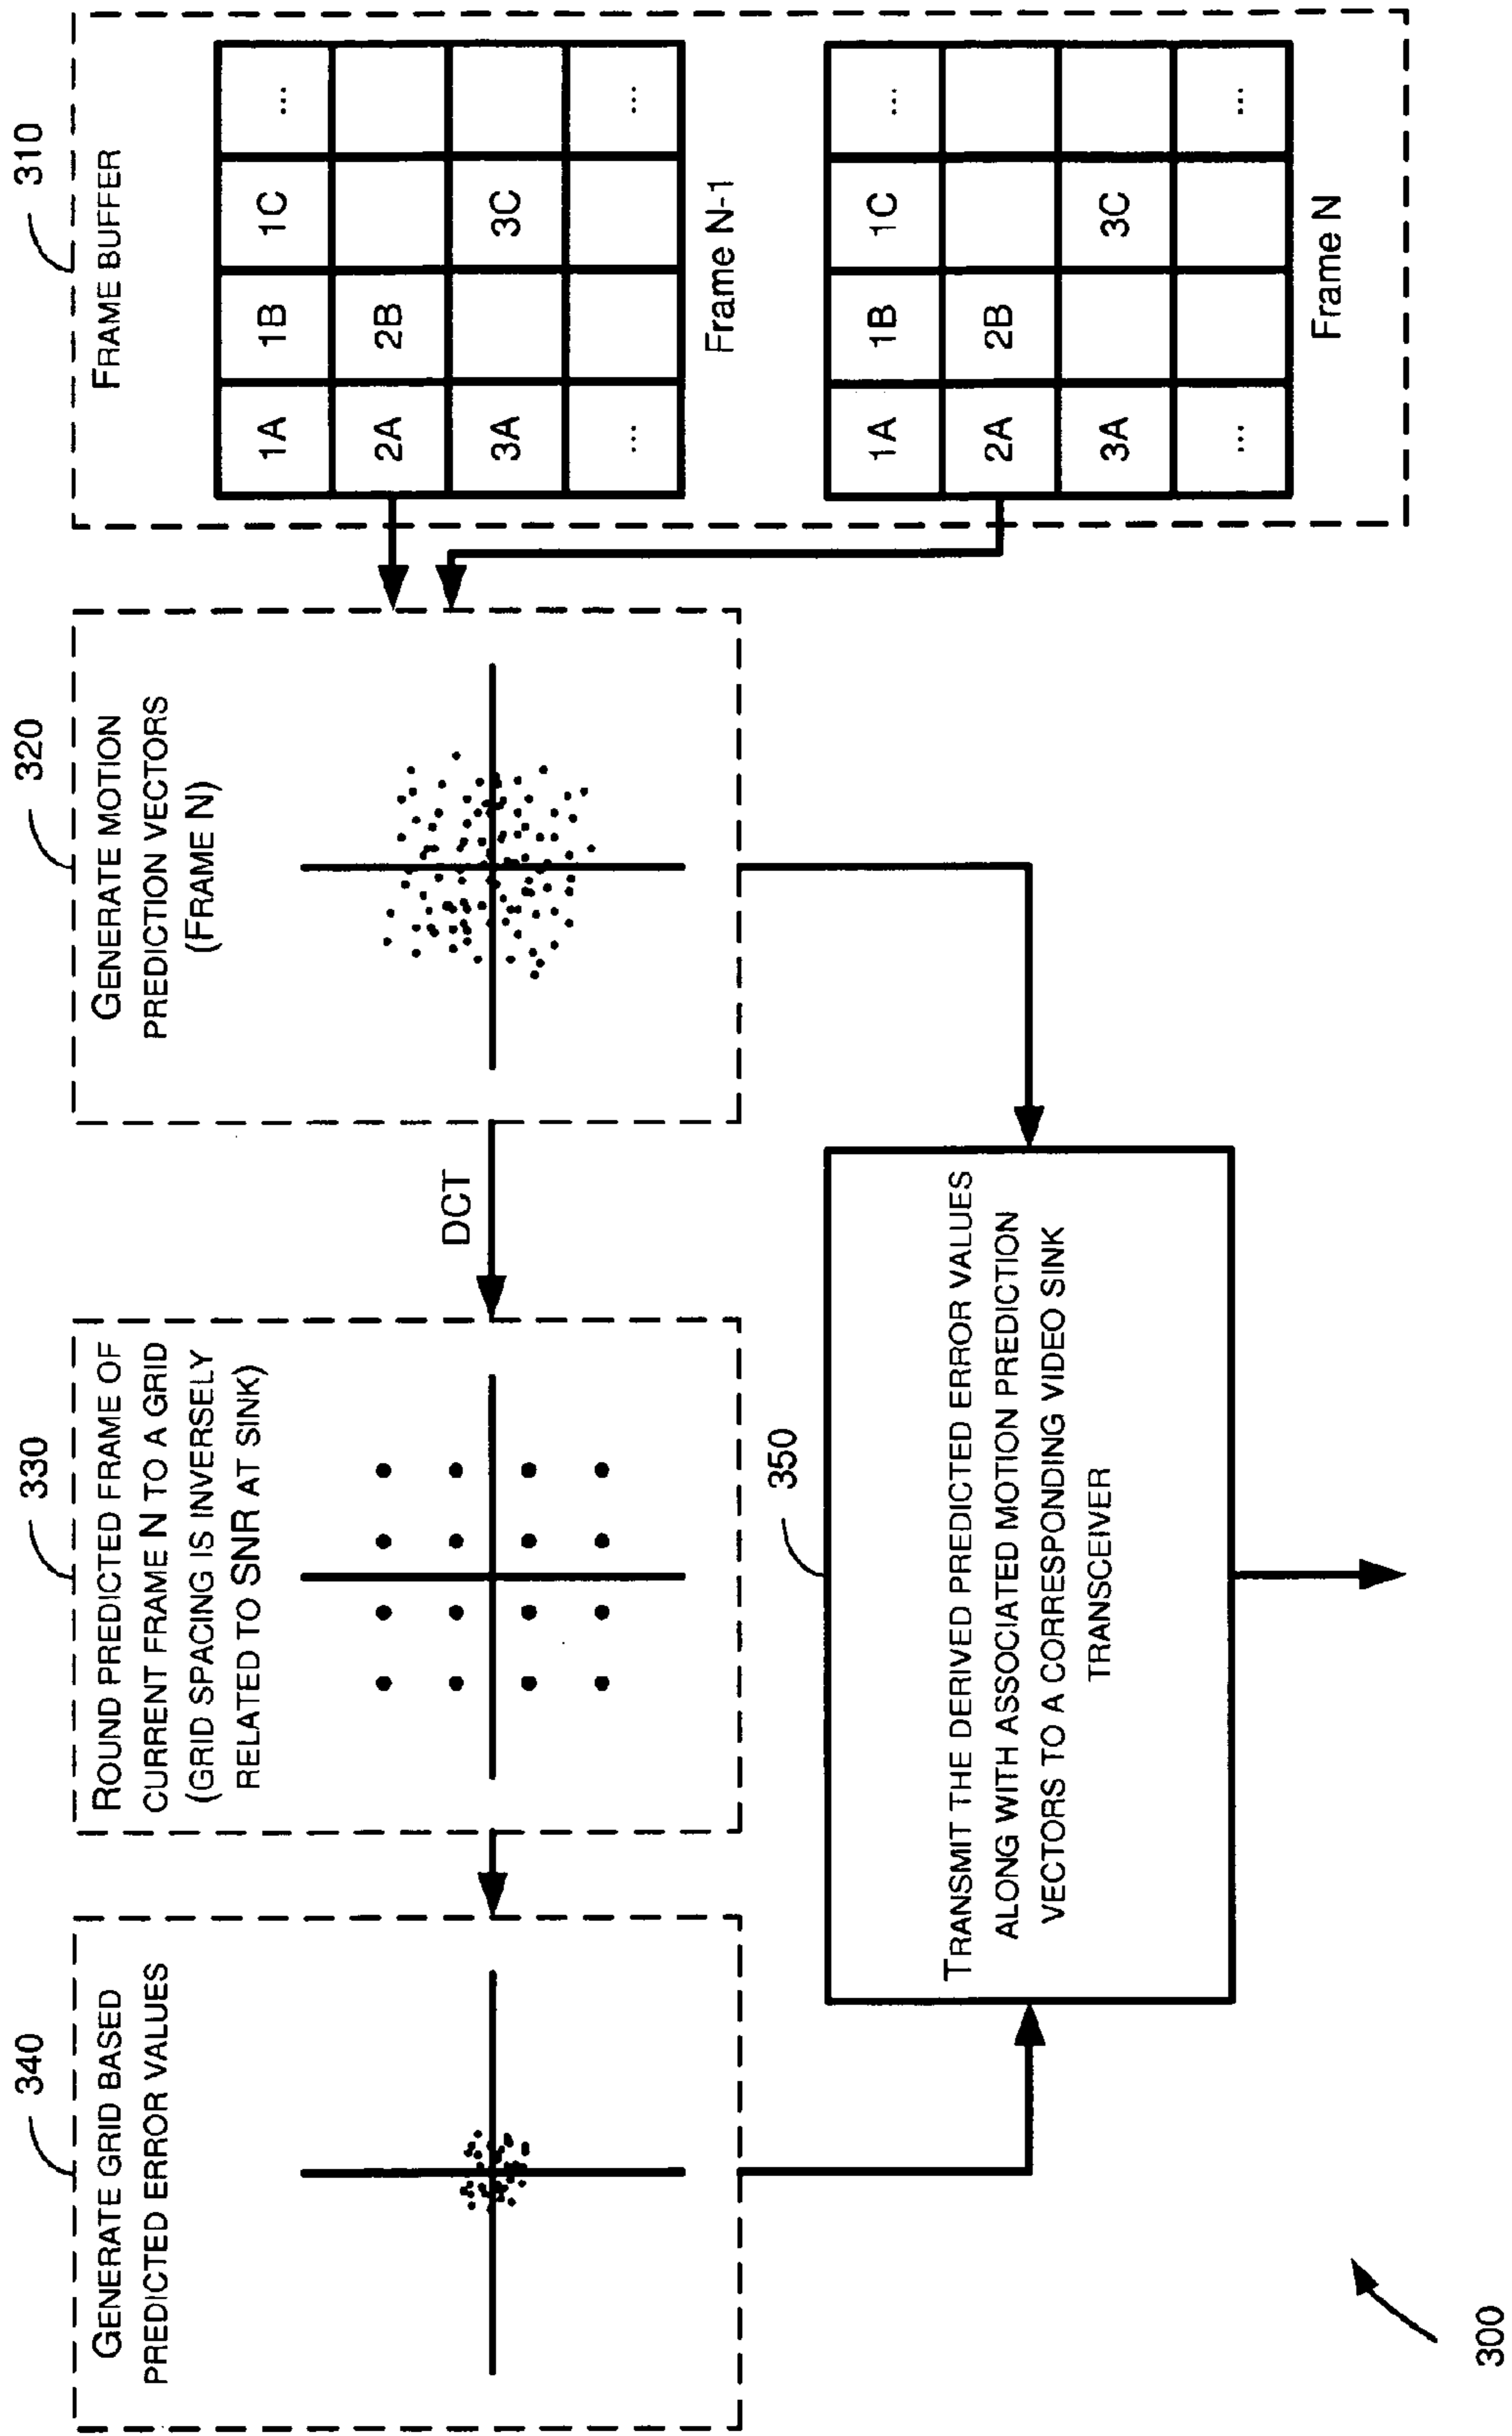 310
FRAME BUFFER
1A 1B 1C ...
2A 2B
3A 3C
... ...
Frame N-1
1A 1B 1C ...
2A 2B
3A 3C
... ...
Frame N
320
GENERATE MOTION
PREDICTION VECTORS
(FRAME N)
DCT
330
ROUND PREDICTED FRAME OF
CURRENT FRAME N TO A GRID
(GRID SPACING IS INVERSELY
RELATED TO SNR AT SINK)
340
GENERATE GRID BASED
PREDICTED ERROR VALUES
350
TRANSMIT THE DERIVED PREDICTED ERROR VALUES
ALONG WITH ASSOCIATED MOTION PREDICTION
VECTORS TO A CORRESPONDING VIDEO SINK
TRANSCEIVER
300